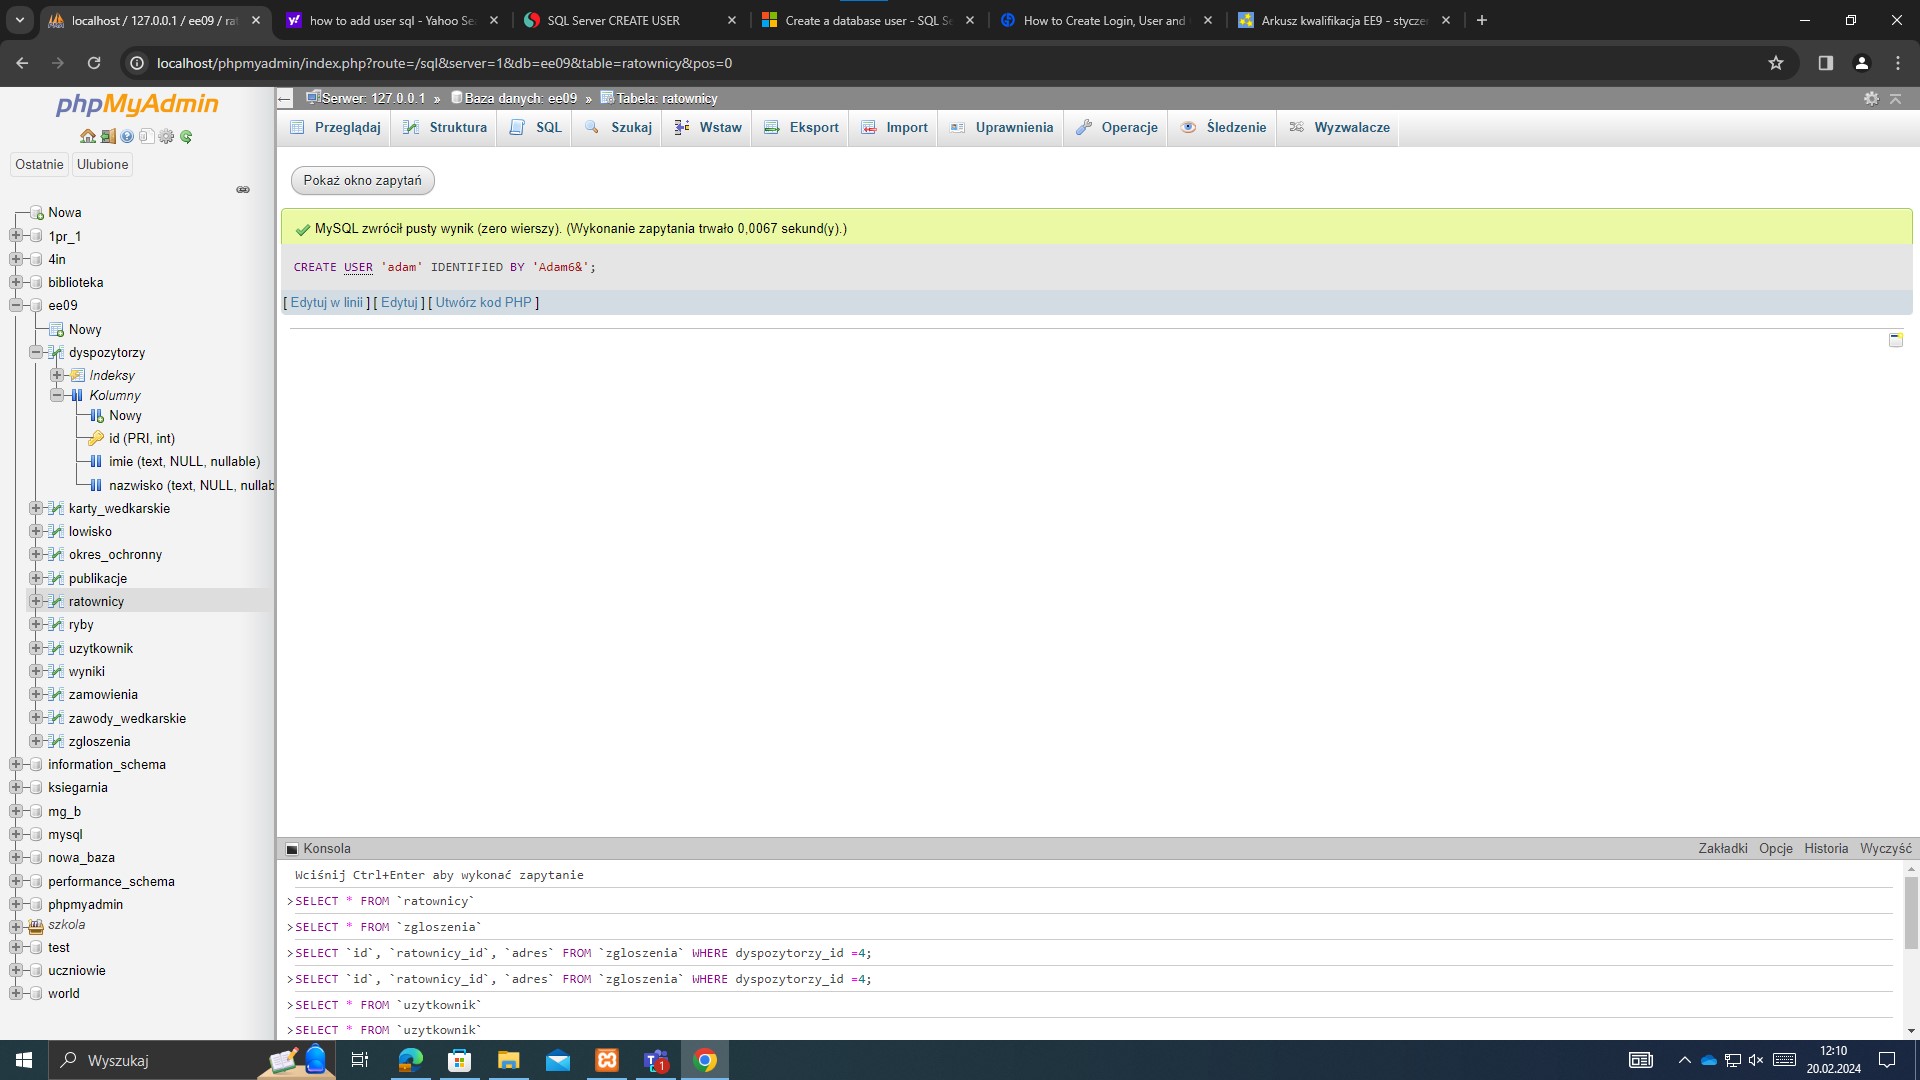 localhost / 127.0.0.1 / ee09 / rat
how to add user sql - Yahoo Sea
SQL Server CREATE USER
Create a database user - SQL Se
How to Create Login, User and
Arkusz kwalifikacja EE9 - styczeń
localhost/phpmyadmin/index.php?route=/sql&server=1&db=ee09&table=ratownicy&pos=0
phpMyAdmin
Ostatnie
Ulubione
Nowa
1pr_1
4in
biblioteka
ee09
Nowy
dyspozytorzy
Indeksy
Kolumny
Nowy
id (PRI, int)
imie (text, NULL, nullable)
nazwisko (text, NULL, nullab
karty_wedkarskie
lowisko
okres_ochronny
publikacje
ratownicy
ryby
uzytkownik
wyniki
zamowienia
zawody_wedkarskie
zgloszenia
information_schema
ksiegarnia
mg_b
mysql
nowa_baza
performance_schema
phpmyadmin
szkola
test
uczniowie
world
Serwer: 127.0.0.1 » Baza danych: ee09 » Tabela: ratownicy
Przeglądaj
Struktura
SQL
Szukaj
Wstaw
Eksport
Import
Uprawnienia
Operacje
Śledzenie
Wyzwalacze
Pokaż okno zapytań
MySQL zwrócił pusty wynik (zero wierszy). (Wykonanie zapytania trwało 0,0067 sekund(y).)
CREATE USER 'adam' IDENTIFIED BY 'Adam6&';
[ Edytuj w linii ] [ Edytuj ] [ Utwórz kod PHP ]
Konsola
Zakładki
Opcje
Historia
Wyczyść
Wciśnij Ctrl+Enter aby wykonać zapytanie
>SELECT * FROM `ratownicy`
>SELECT * FROM `zgloszenia`
>SELECT `id`, `ratownicy_id`, `adres` FROM `zgloszenia` WHERE dyspozytorzy_id =4;
>SELECT `id`, `ratownicy_id`, `adres` FROM `zgloszenia` WHERE dyspozytorzy_id =4;
>SELECT * FROM `uzytkownik`
>SELECT * FROM `uzytkownik`
Wyszukaj
1
12:10
20.02.2024